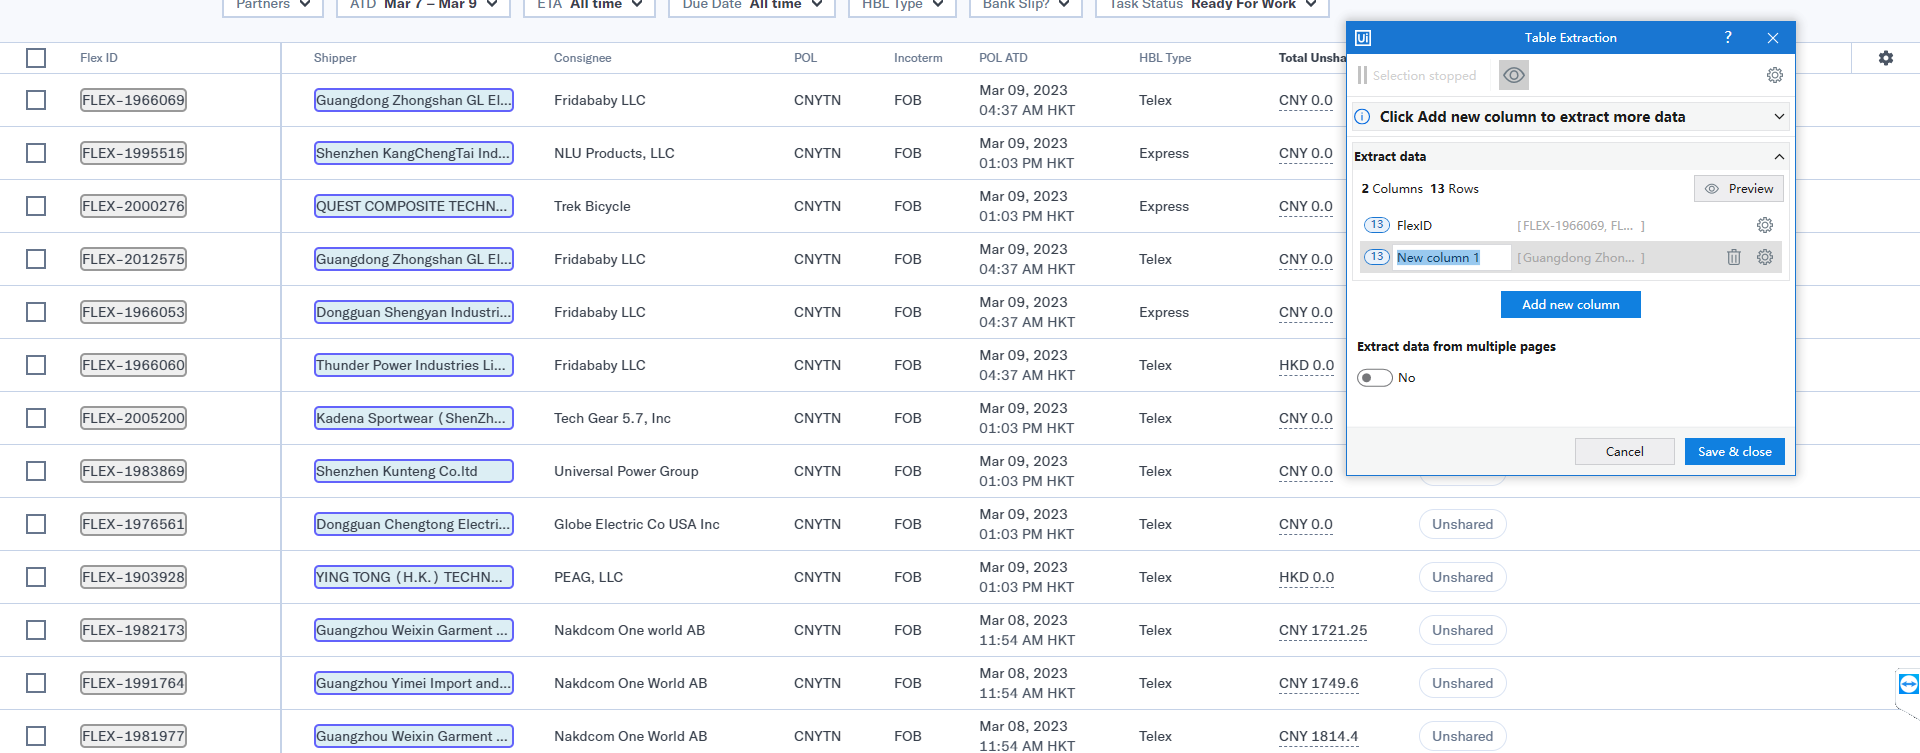 Partners ATD Mar 7 – Mar 9 ETA All time Due Date All time HBL Type Bank Slip? Task Status Ready For Work
Flex ID Shipper Consignee POL Incoterm POL ATD HBL Type Total Unsha
FLEX-1966069 Guangdong Zhongshan GL El... Fridababy LLC CNYTN FOB Mar 09, 2023 Telex CNY 0.0
04:37 AM HKT
FLEX-1995515 Shenzhen KangChengTai Ind... NLU Products, LLC CNYTN FOB Mar 09, 2023 Express CNY 0.0
01:03 PM HKT
FLEX-2000276 QUEST COMPOSITE TECHN... Trek Bicycle CNYTN FOB Mar 09, 2023 Express CNY 0.0
01:03 PM HKT
FLEX-2012575 Guangdong Zhongshan GL El... Fridababy LLC CNYTN FOB Mar 09, 2023 Telex CNY 0.0
04:37 AM HKT
FLEX-1966053 Dongguan Shengyan Industri... Fridababy LLC CNYTN FOB Mar 09, 2023 Express CNY 0.0
04:37 AM HKT
FLEX-1966060 Thunder Power Industries Li... Fridababy LLC CNYTN FOB Mar 09, 2023 Telex HKD 0.0
04:37 AM HKT
FLEX-2005200 Kadena Sportwear (ShenZh... Tech Gear 5.7, Inc CNYTN FOB Mar 09, 2023 Telex CNY 0.0
01:03 PM HKT
FLEX-1983869 Shenzhen Kunteng Co.ltd Universal Power Group CNYTN FOB Mar 09, 2023 Telex CNY 0.0
01:03 PM HKT
FLEX-1976561 Dongguan Chengtong Electri... Globe Electric Co USA Inc CNYTN FOB Mar 09, 2023 Telex CNY 0.0 Unshared
01:03 PM HKT
FLEX-1903928 YING TONG (H.K.) TECHN... PEAG, LLC CNYTN FOB Mar 09, 2023 Telex HKD 0.0 Unshared
01:03 PM HKT
FLEX-1982173 Guangzhou Weixin Garment ... Nakdcom One world AB CNYTN FOB Mar 08, 2023 Telex CNY 1721.25 Unshared
11:54 AM HKT
FLEX-1991764 Guangzhou Yimei Import and... Nakdcom One World AB CNYTN FOB Mar 08, 2023 Telex CNY 1749.6 Unshared
11:54 AM HKT
FLEX-1981977 Guangzhou Weixin Garment ... Nakdcom One World AB CNYTN FOB Mar 08, 2023 Telex CNY 1814.4 Unshared
11:54 AM HKT
Ui Table Extraction ?
Selection stopped
Click Add new column to extract more data
Extract data
2 Columns 13 Rows Preview
13 FlexID [ FLEX-1966069, FL... ]
13 New column 1 [ Guangdong Zhon... ]
Add new column
Extract data from multiple pages
No
Cancel Save & close